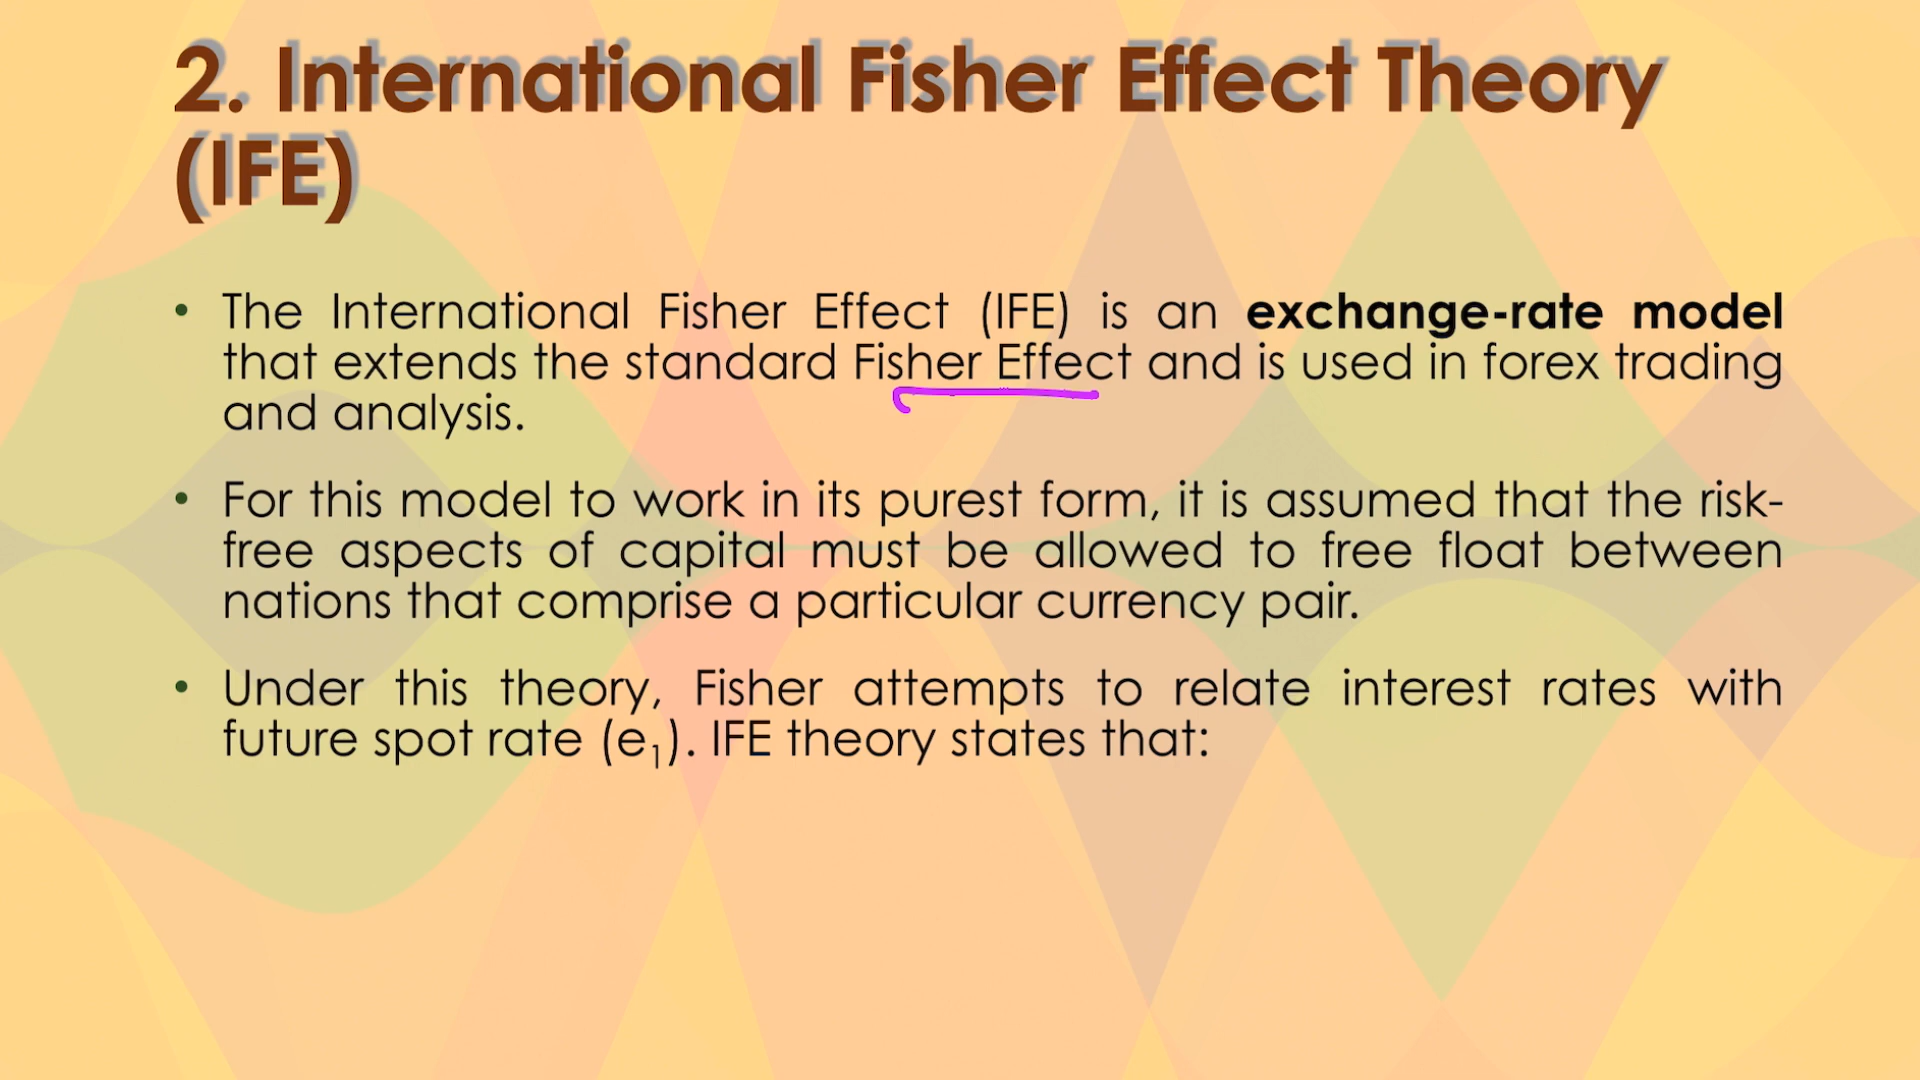 2. International Fisher Effect Theory
(IFE)
• The International Fisher Effect (IFE) is an exchange-rate model
that extends the standard Fisher Effect and is used in forex trading
and analysis.
• For this model to work in its purest form, it is assumed that the risk-
free aspects of capital must be allowed to free float between
nations that comprise a particular currency pair.
• Under this theory, Fisher attempts to relate interest rates with
future spot rate (e₁). IFE theory states that: